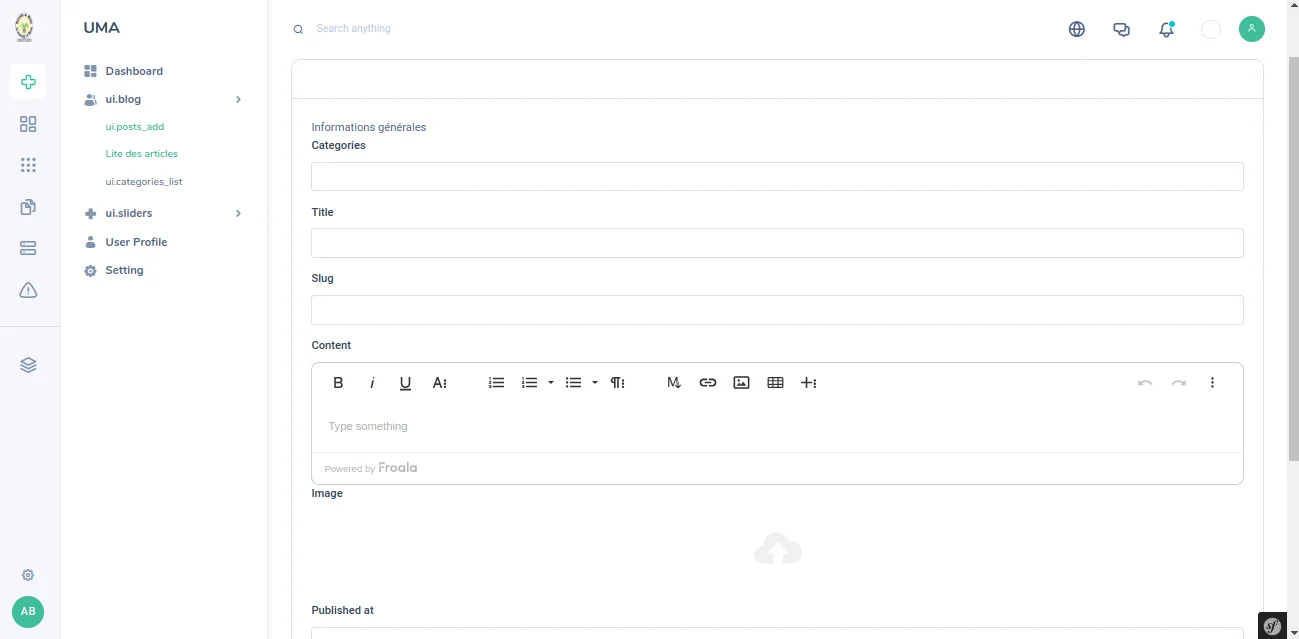 UMA
Search anything
Dashboard
ui.blog
ui.posts_add
Lite des articles
ui.categories_list
ui.sliders
User Profile
Setting
AB
Informations générales
Categories
Title
Slug
Content
Type something
Powered by Froala
Image
Published at
sf